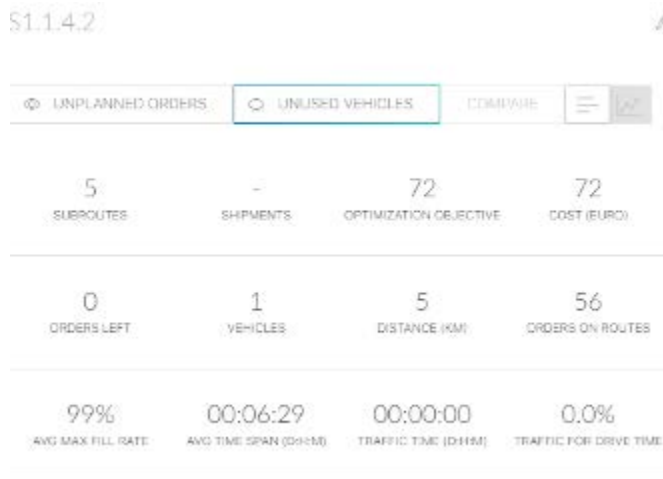 S1.1.4.2
UNPLANNED ORDERS UNUSED VEHICLES COMPARE
5 - 72 72
SUBROUTES SHIPMENTS OPTIMIZATION OBJECTIVE COST (EURO)
0 1 5 56
ORDERS LEFT VEHICLES DISTANCE (KM) ORDERS ON ROUTES
99% 00:06:29 00:00:00 0.0%
AVG MAX FILL RATE AVG TIME SPAN (D:H:M) TRAFFIC TIME (D:H:M) TRAFFIC FOR DRIVE TIME